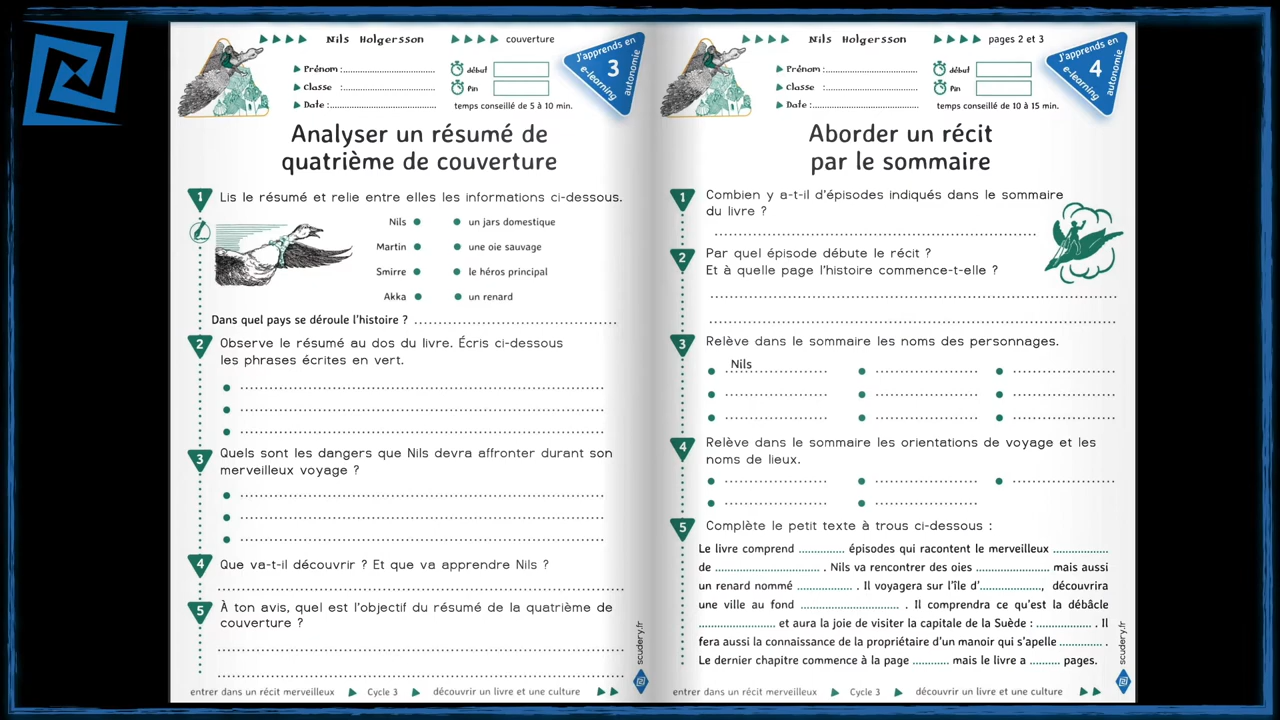 Nils Holgersson
couverture
J'apprends en
autonomie
e-learning
3
Prénom :
Classe :
Date :
début
fin
temps conseillé de 5 à 10 min.
Analyser un résumé de
quatrième de couverture
1 Lis le résumé et relie entre elles les informations ci-dessous.
Nils un jars domestique
Martin une oie sauvage
Smirre le héros principal
Akka un renard
Dans quel pays se déroule l'histoire ?
2 Observe le résumé au dos du livre. Écris ci-dessous
les phrases écrites en vert.
3 Quels sont les dangers que Nils devra affronter durant son
merveilleux voyage ?
4 Que va-t-il découvrir ? Et que va apprendre Nils ?
5 À ton avis, quel est l'objectif du résumé de la quatrième de
couverture ?
scudery.fr
entrer dans un récit merveilleux Cycle 3 découvrir un livre et une culture
Nils Holgersson
pages 2 et 3
J'apprends en
autonomie
e-learning
4
Prénom :
Classe :
Date :
début
fin
temps conseillé de 10 à 15 min.
Aborder un récit
par le sommaire
1 Combien y a-t-il d'épisodes indiqués dans le sommaire
du livre ?
2 Par quel épisode débute le récit ?
Et à quelle page l'histoire commence-t-elle ?
3 Relève dans le sommaire les noms des personnages.
Nils
4 Relève dans le sommaire les orientations de voyage et les
noms de lieux.
5 Complète le petit texte à trous ci-dessous :
Le livre comprend ............ épisodes qui racontent le merveilleux ..............
de ........................... . Nils va rencontrer des oies ................... mais aussi
un renard nommé .............. . Il voyagera sur l'île d'................, découvrira
une ville au fond ......................... . Il comprendra ce qu'est la débâcle
.................... et aura la joie de visiter la capitale de la Suède : .............. . Il
fera aussi la connaissance de la propriétaire d'un manoir qui s'apelle ............ .
Le dernier chapitre commence à la page .......... mais le livre a ........ pages.
scudery.fr
entrer dans un récit merveilleux Cycle 3 découvrir un livre et une culture